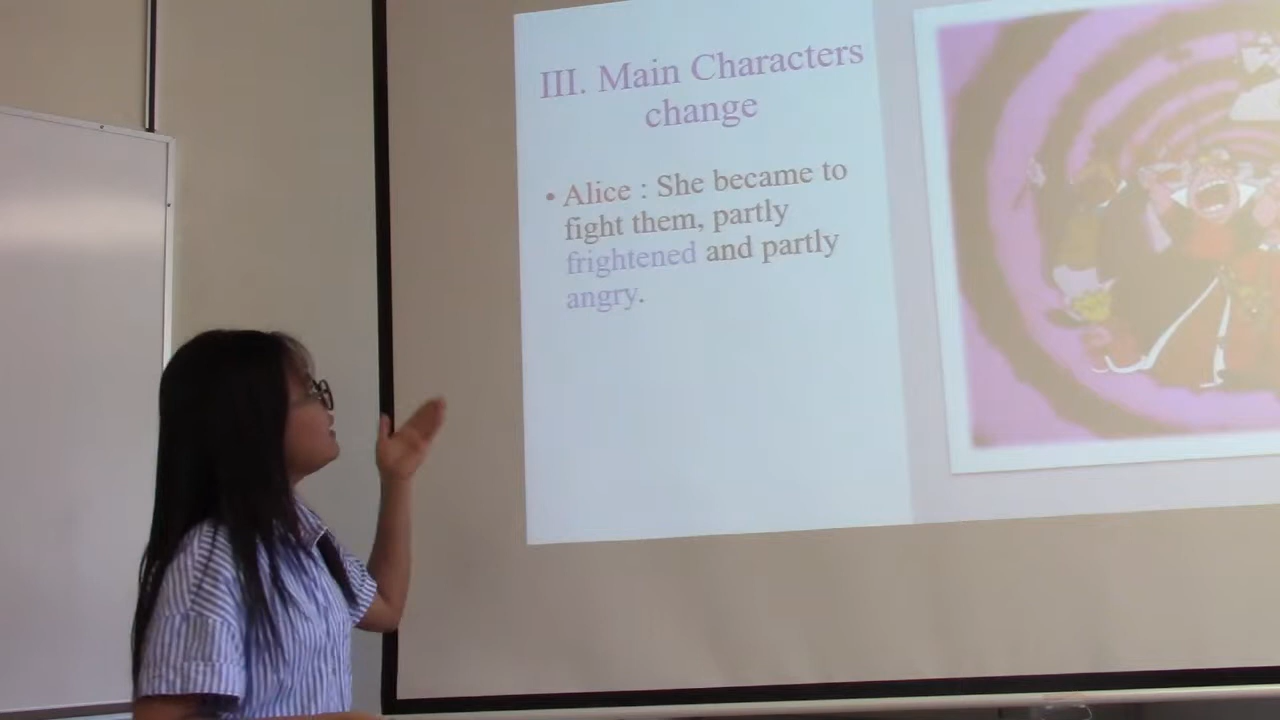 III. Main Characters
change
• Alice : She became to
fight them, partly
frightened and partly
angry.